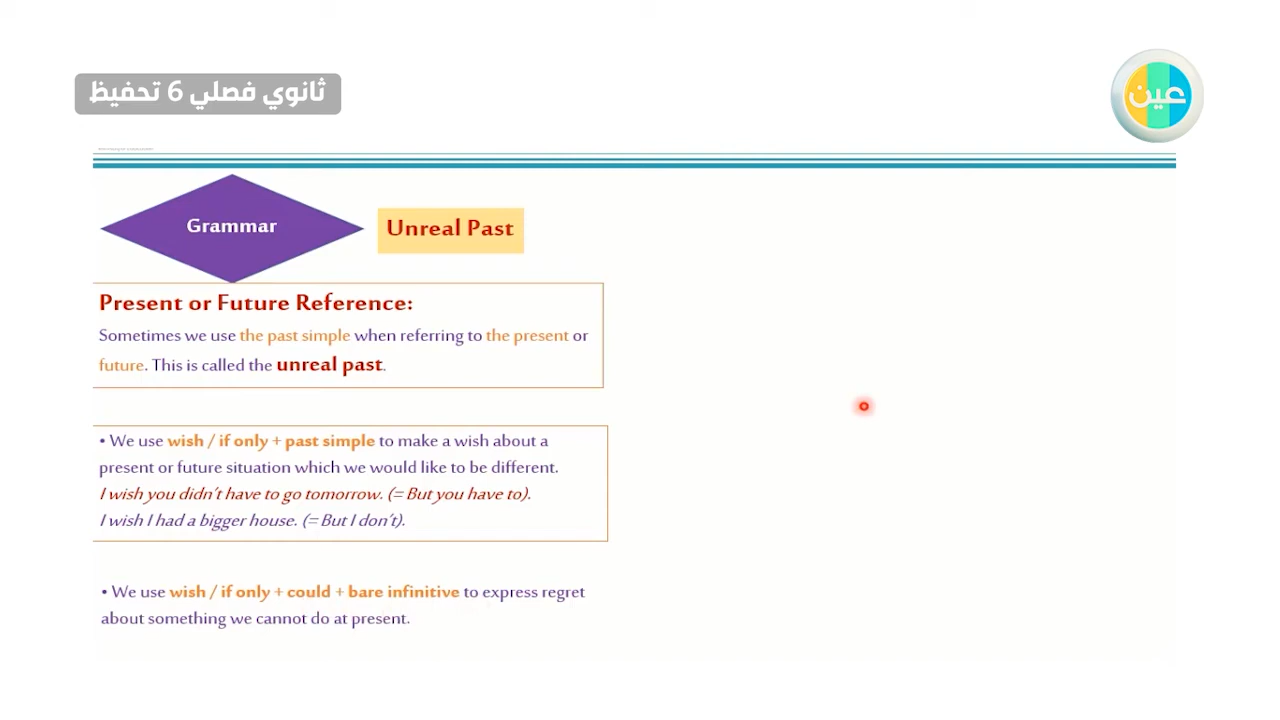 ثانوي فصلي 6 تحفيظ
عين
Grammar
Unreal Past
Present or Future Reference:
Sometimes we use the past simple when referring to the present or
future. This is called the unreal past.
• We use wish / if only + past simple to make a wish about a
present or future situation which we would like to be different.
I wish you didn't have to go tomorrow. (= But you have to).
I wish I had a bigger house. (= But I don't).
• We use wish / if only + could + bare infinitive to express regret
about something we cannot do at present.